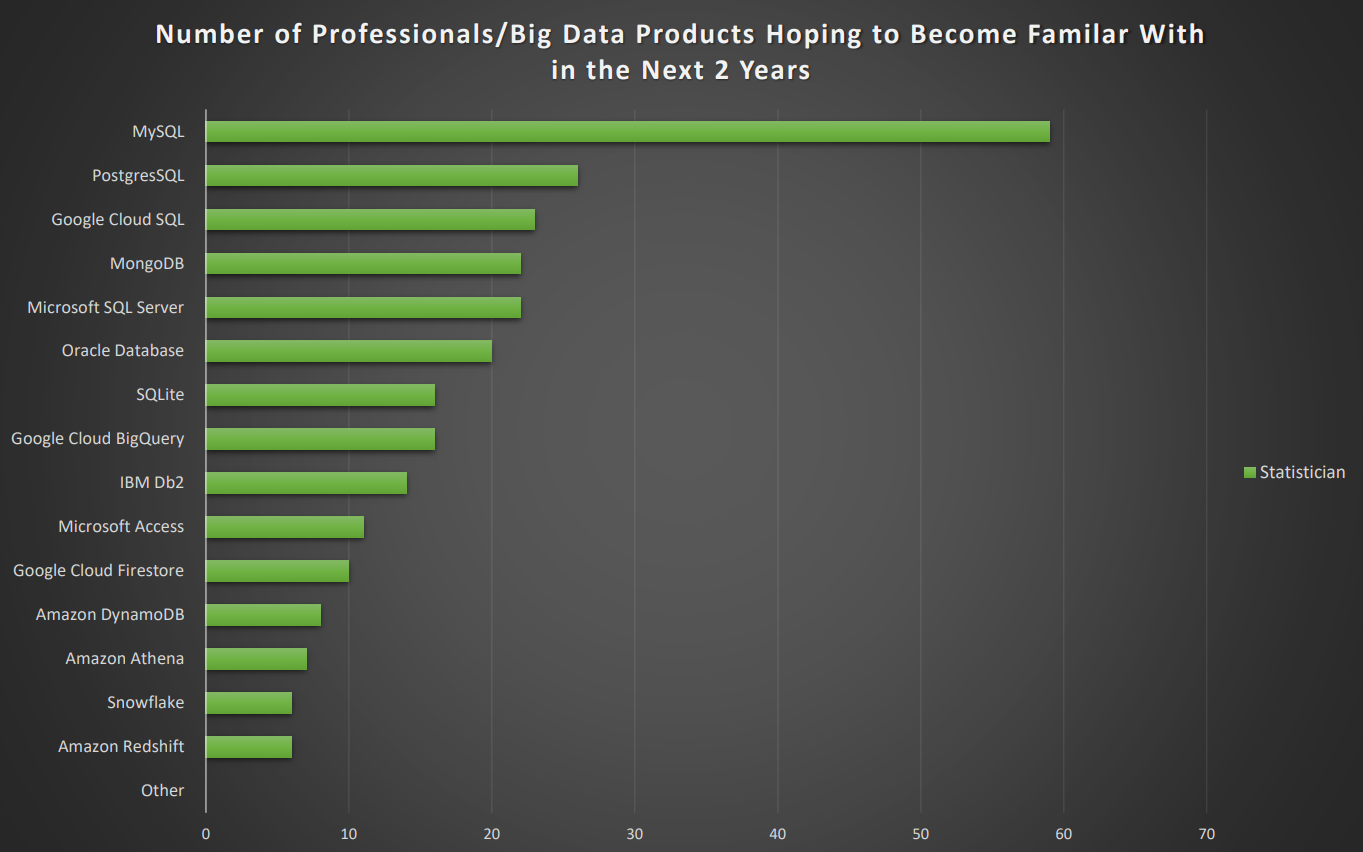 Number of Professionals/Big Data Products Hoping to Become Familar With
in the Next 2 Years
MySQL
PostgresSQL
Google Cloud SQL
MongoDB
Microsoft SQL Server
Oracle Database
SQLite
Google Cloud BigQuery
IBM Db2
Microsoft Access
Google Cloud Firestore
Amazon DynamoDB
Amazon Athena
Snowflake
Amazon Redshift
Other
0 10 20 30 40 50 60 70
Statistician